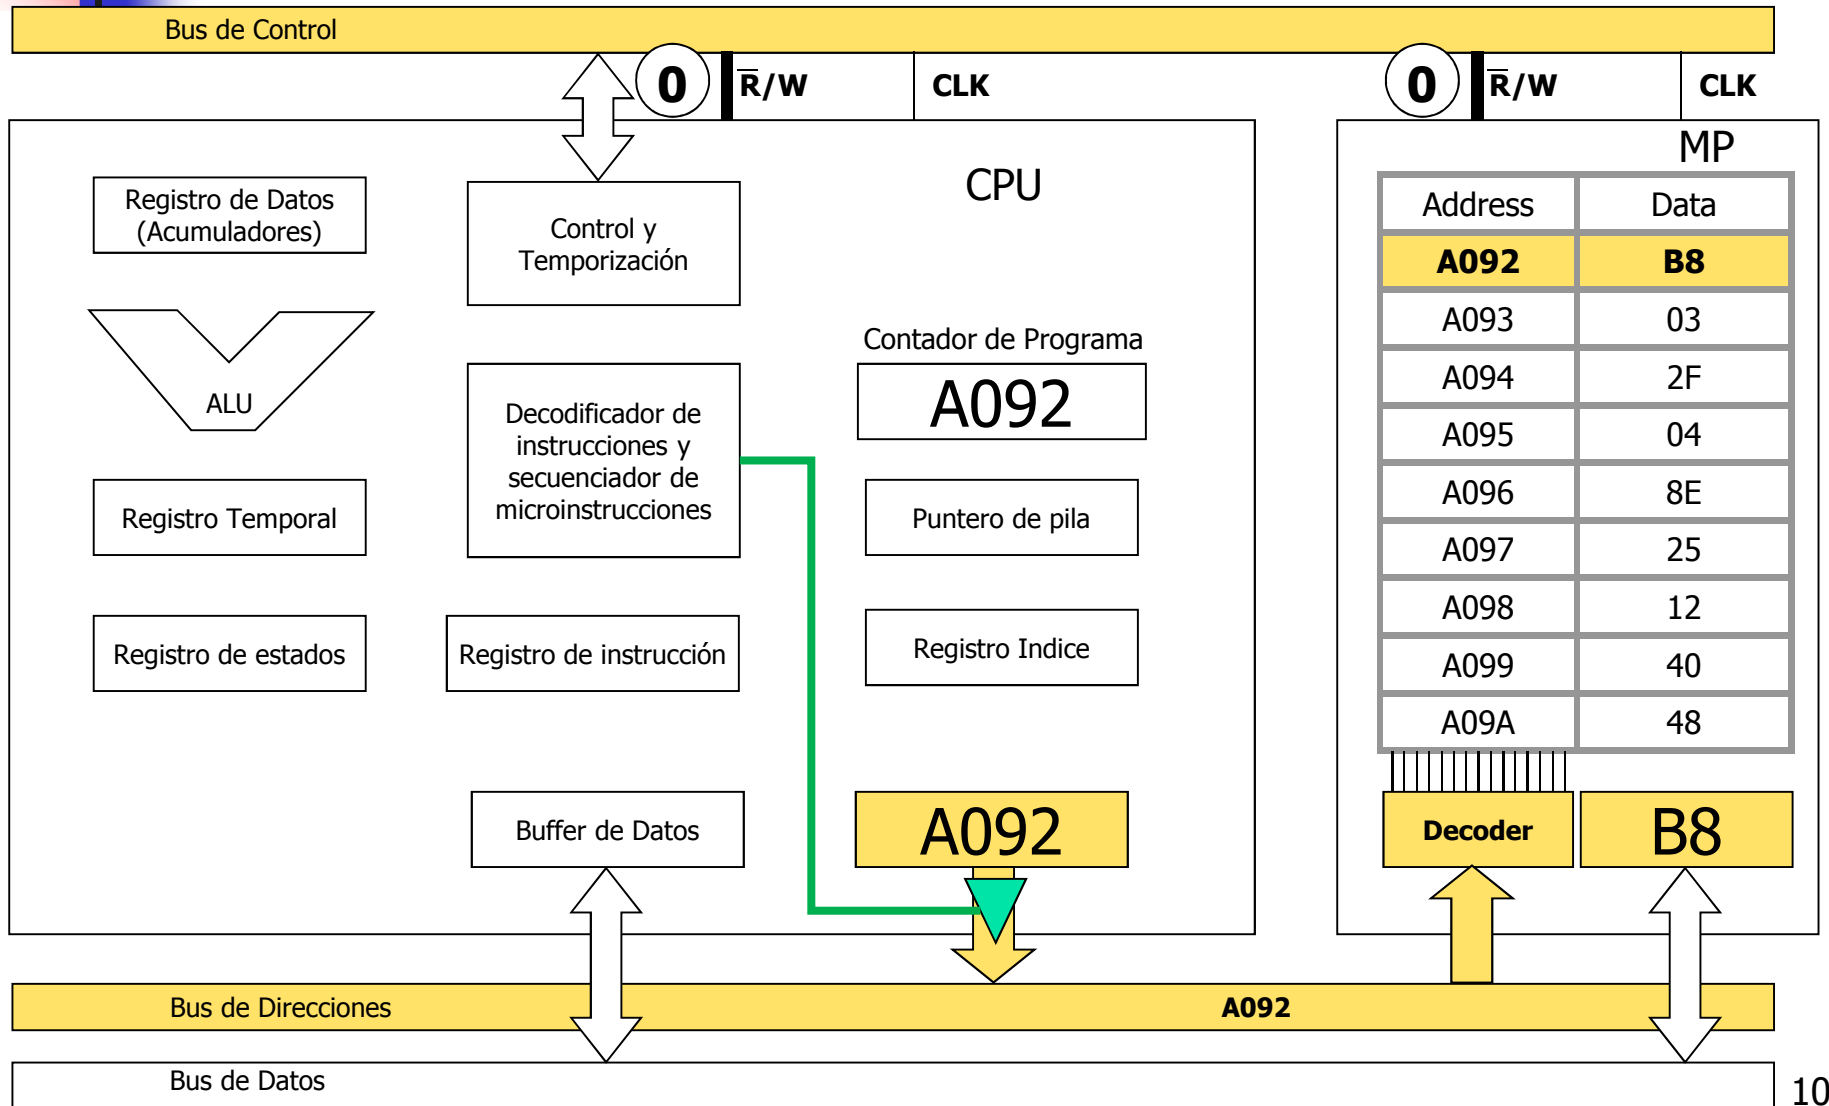 Bus de Control
0
R̅/W
CLK
0
R̅/W
CLK
CPU
MP
Registro de Datos
(Acumuladores)
Control y
Temporización
ALU
Decodificador de
instrucciones y
secuenciador de
microinstrucciones
Contador de Programa
A092
Registro Temporal
Puntero de pila
Registro de estados
Registro de instrucción
Registro Indice
Buffer de Datos
A092
Address Data
A092 B8
A093 03
A094 2F
A095 04
A096 8E
A097 25
A098 12
A099 40
A09A 48
Decoder
B8
Bus de Direcciones
A092
Bus de Datos
10